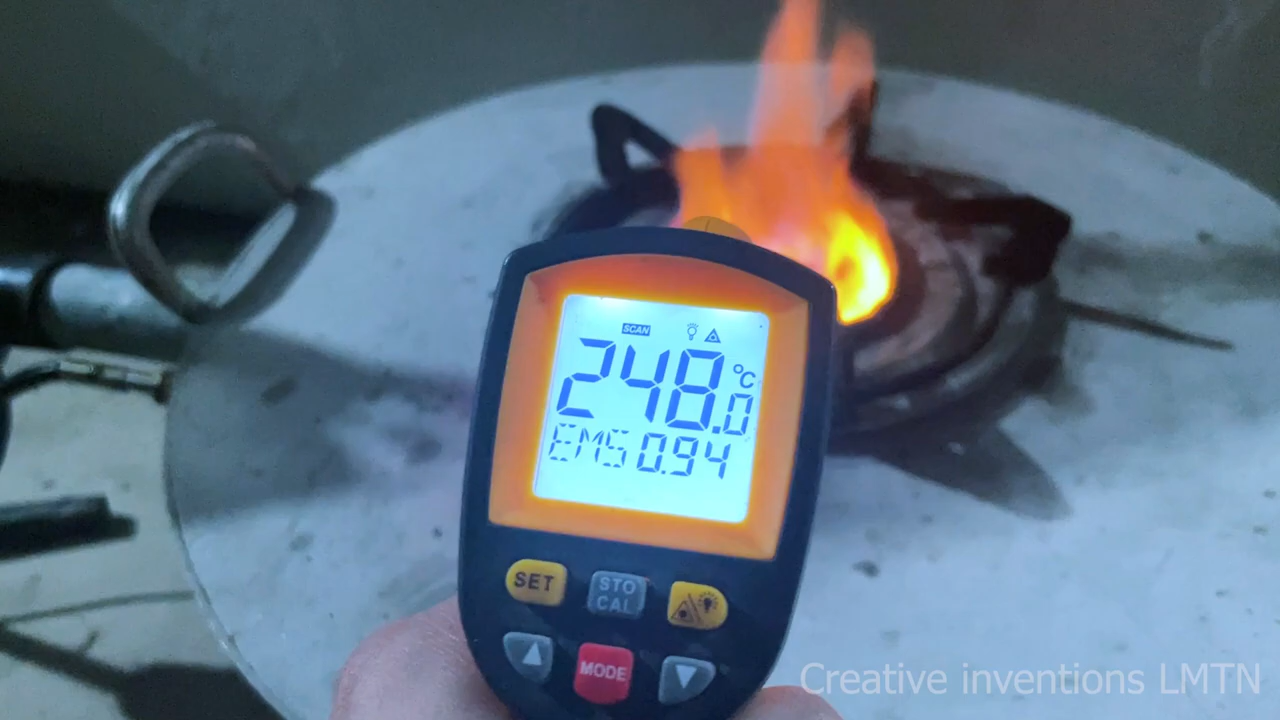 SCAN
248.0 °C
EMS 0.94
SET
STO
CAL
MODE
Creative inventions LMTN